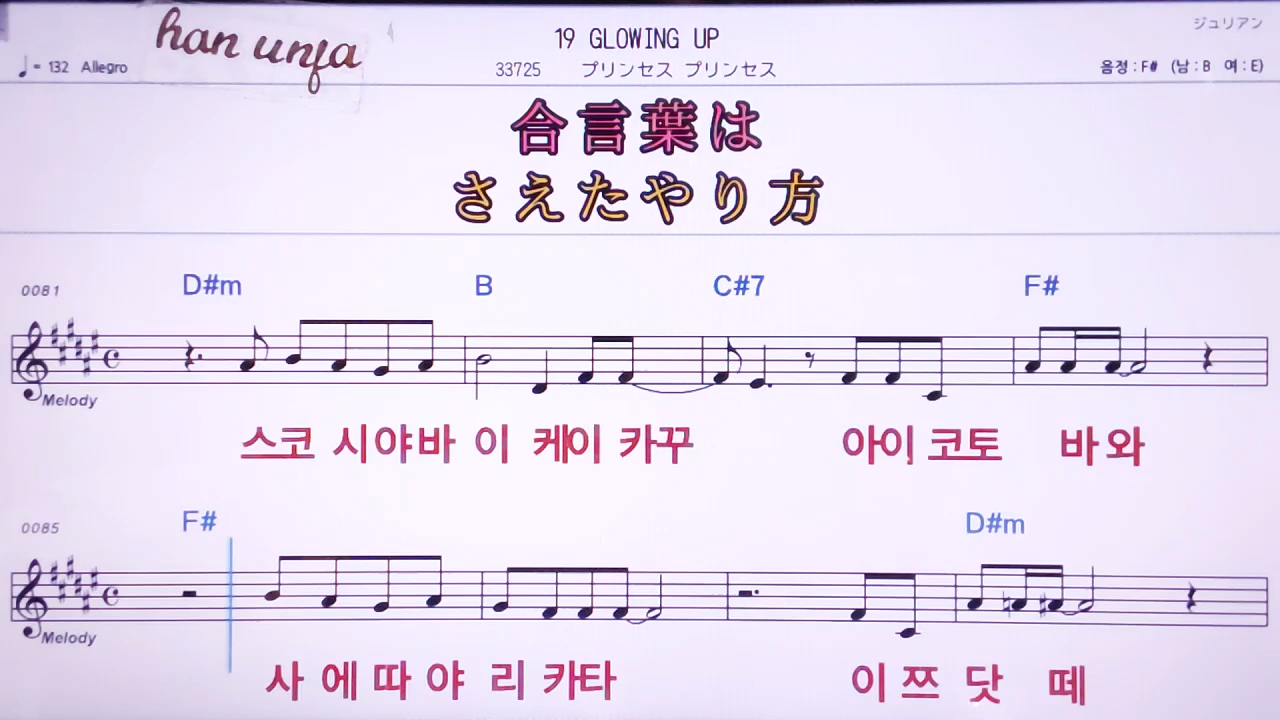 han unja
19 GLOWING UP
ジュリアン
♩= 132 Allegro
33725 プリンセス プリンセス
음정 : F# (남 : B 여 : E)
合言葉は
さえたやり方
D#m B C#7 F#
0081
Melody
스코 시야바 이 케이 카꾸 아이 코토 바와
F# D#m
0085
Melody
사 에 따 야 리 카타 이 쯔 닷 떼